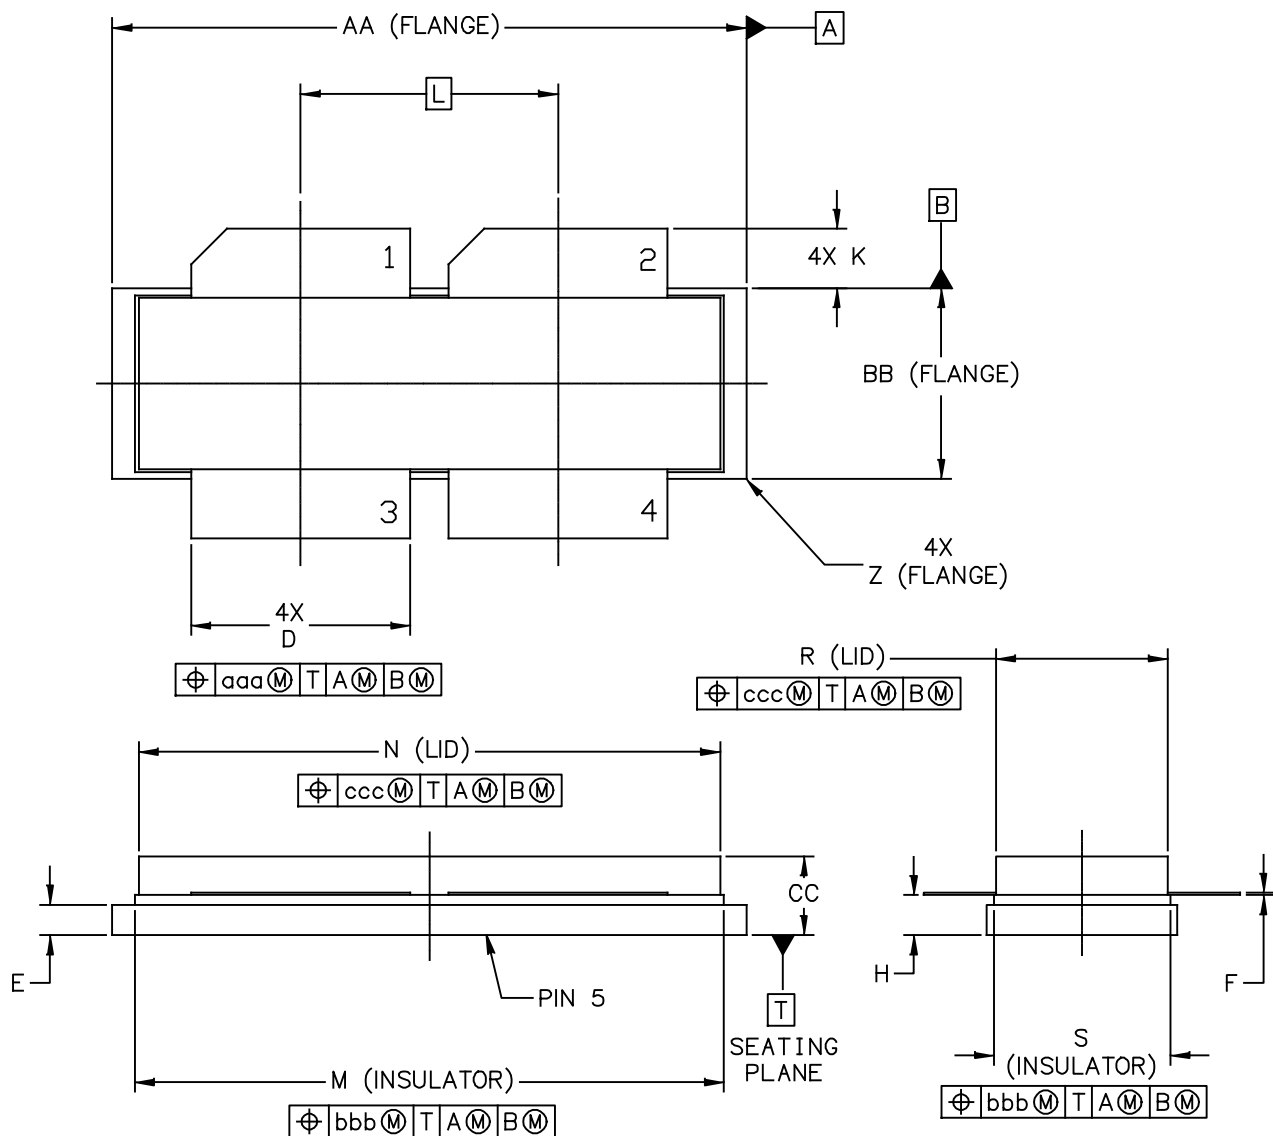 AA (FLANGE)
A
L
B
1
2
4X K
BB (FLANGE)
3
4
4X
Z (FLANGE)
4X
D
⌖ aaa Ⓜ T A Ⓜ B Ⓜ
R (LID)
⌖ ccc Ⓜ T A Ⓜ B Ⓜ
N (LID)
⌖ ccc Ⓜ T A Ⓜ B Ⓜ
CC
E
H
F
PIN 5
T
SEATING
PLANE
S
(INSULATOR)
M (INSULATOR)
⌖ bbb Ⓜ T A Ⓜ B Ⓜ
⌖ bbb Ⓜ T A Ⓜ B Ⓜ